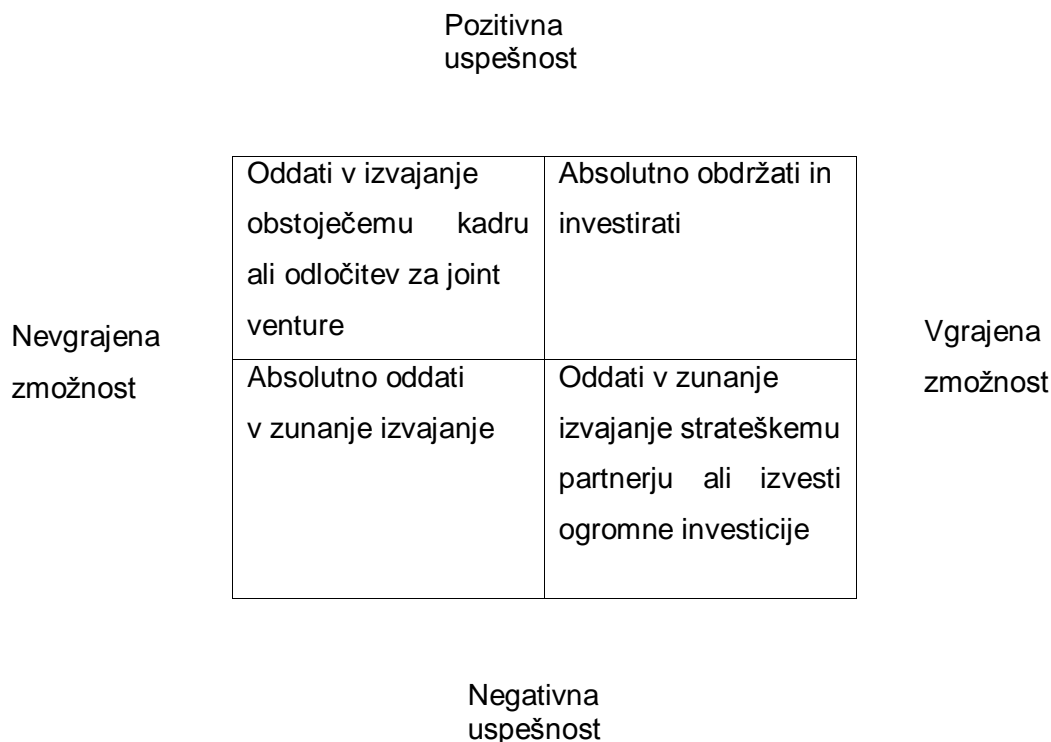 Pozitivna
uspešnost
Oddati v izvajanje
obstoječemu kadru
ali odločitev za joint
venture
Absolutno obdržati in
investirati
Nevgrajena
zmožnost
Vgrajena
zmožnost
Absolutno oddati
v zunanje izvajanje
Oddati v zunanje
izvajanje strateškemu
partnerju ali izvesti
ogromne investicije
Negativna
uspešnost